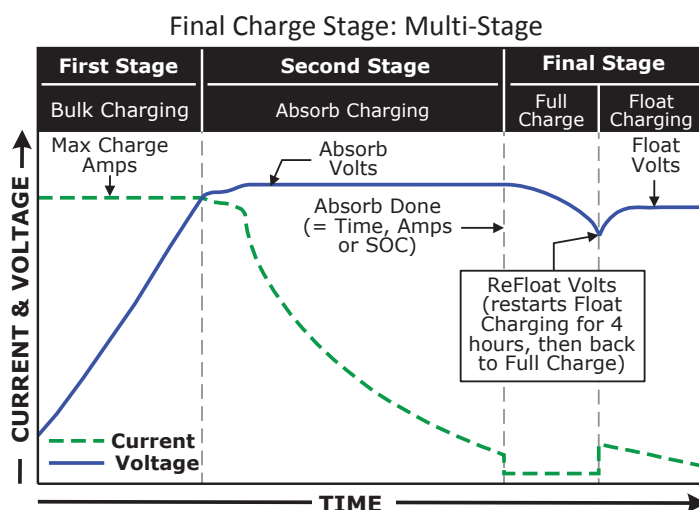 Final Charge Stage: Multi-Stage
First Stage
Second Stage
Final Stage
Bulk Charging
Absorb Charging
Full
Charge
Float
Charging
Max Charge
Amps
Absorb
Volts
Float
Volts
Absorb Done
(= Time, Amps
or SOC)
ReFloat Volts
(restarts Float
Charging for 4
hours, then back
to Full Charge)
CURRENT & VOLTAGE
Current
Voltage
TIME